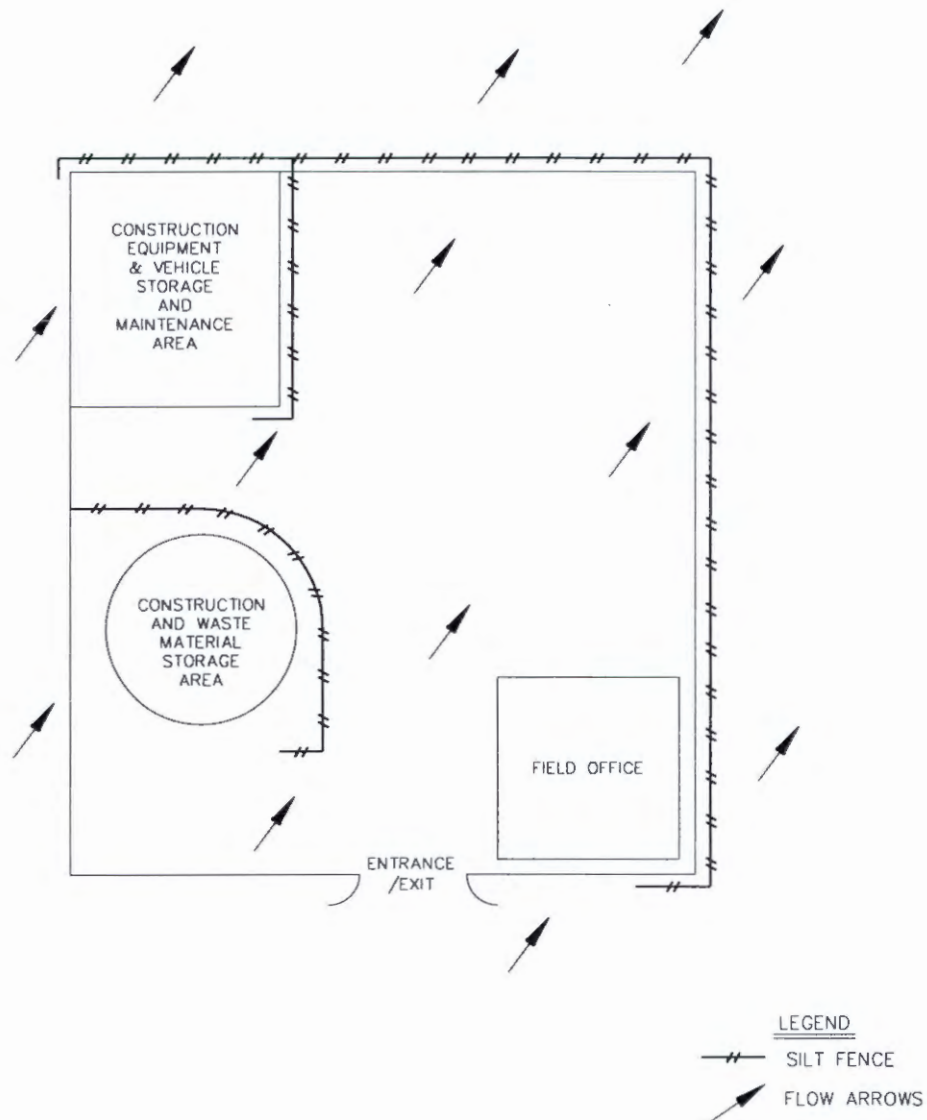 CONSTRUCTION
EQUIPMENT
& VEHICLE
STORAGE
AND
MAINTENANCE
AREA
CONSTRUCTION
AND WASTE
MATERIAL
STORAGE
AREA
FIELD OFFICE
ENTRANCE
/EXIT
LEGEND
SILT FENCE
FLOW ARROWS